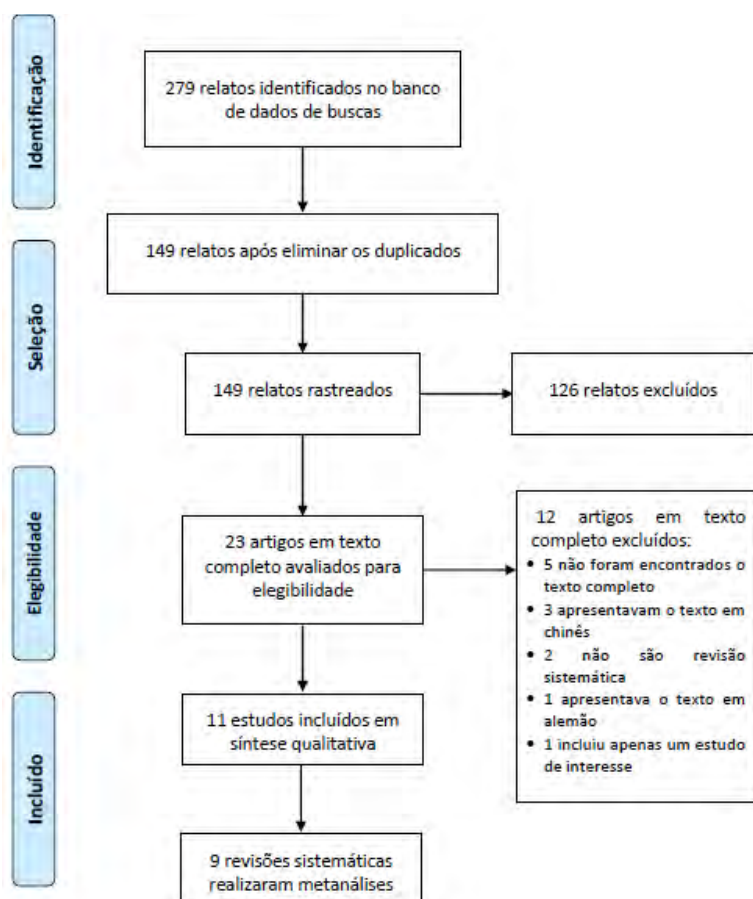 Identificação
279 relatos identificados no banco
de dados de buscas
149 relatos após eliminar os duplicados
Seleção
149 relatos rastreados
126 relatos excluídos
Elegibilidade
23 artigos em texto
completo avaliados para
elegibilidade
12 artigos em texto
completo excluídos:
• 5 não foram encontrados o
texto completo
• 3 apresentavam o texto em
chinês
• 2 não são revisão
sistemática
• 1 apresentava o texto em
alemão
• 1 incluiu apenas um estudo
de interesse
Incluído
11 estudos incluídos em
síntese qualitativa
9 revisões sistemáticas
realizaram metanálises